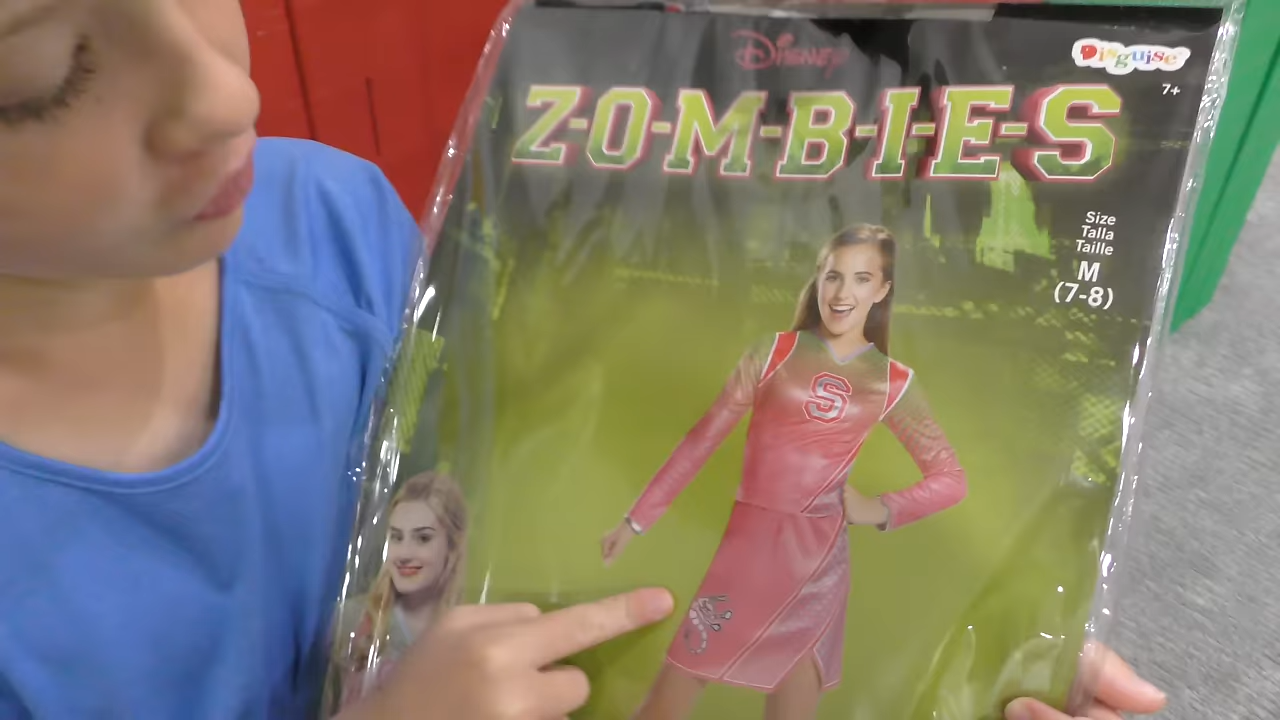 Disney
Disguise
7+
Z-O-M-B-I-E-S
Size
Talla
Taille
M
(7-8)
S